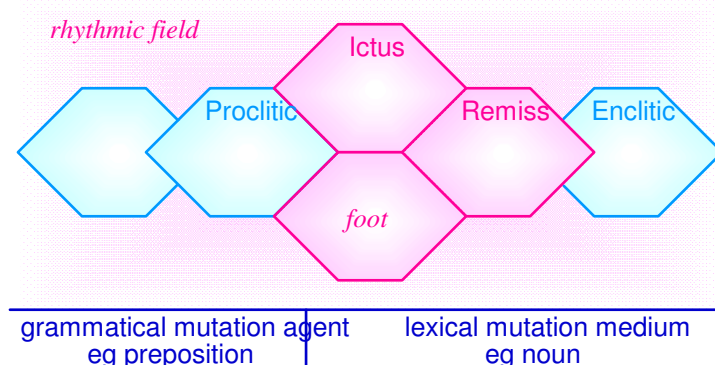 rhythmic field
Ictus
Proclitic
Remiss
Enclitic
foot
grammatical mutation agent
eg preposition
lexical mutation medium
eg noun